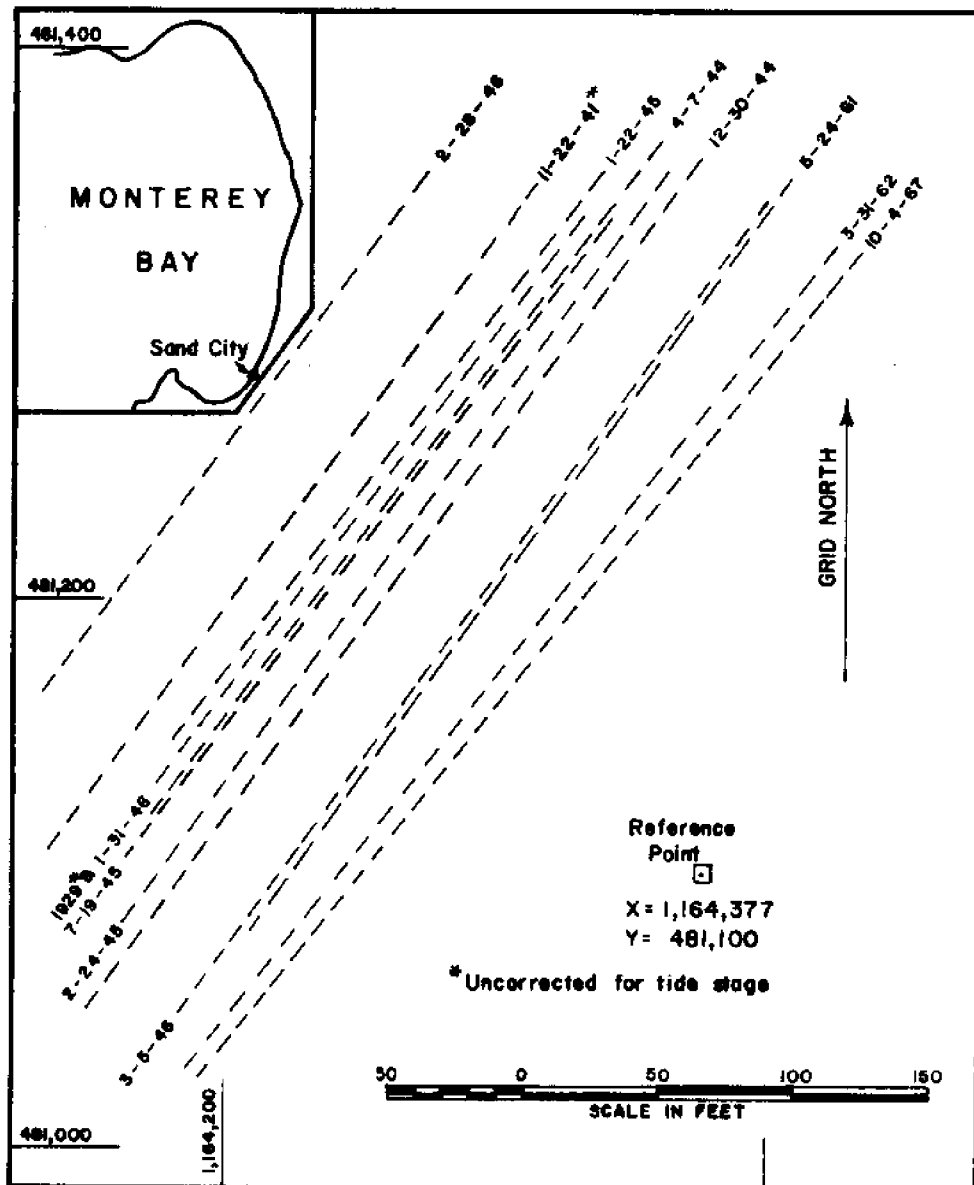 481,400
MONTEREY
BAY
Sand City
2-28-46
11-22-41*
1-22-45
4-7-44
12-30-44
5-24-61
3-31-62
10-4-67
GRID NORTH
481,200
1929* & 1-31-46
7-19-45
2-24-45
3-5-46
Reference
Point
X= 1,164,377
Y= 481,100
*Uncorrected for tide stage
50 0 50 100 150
SCALE IN FEET
481,000
1,164,200